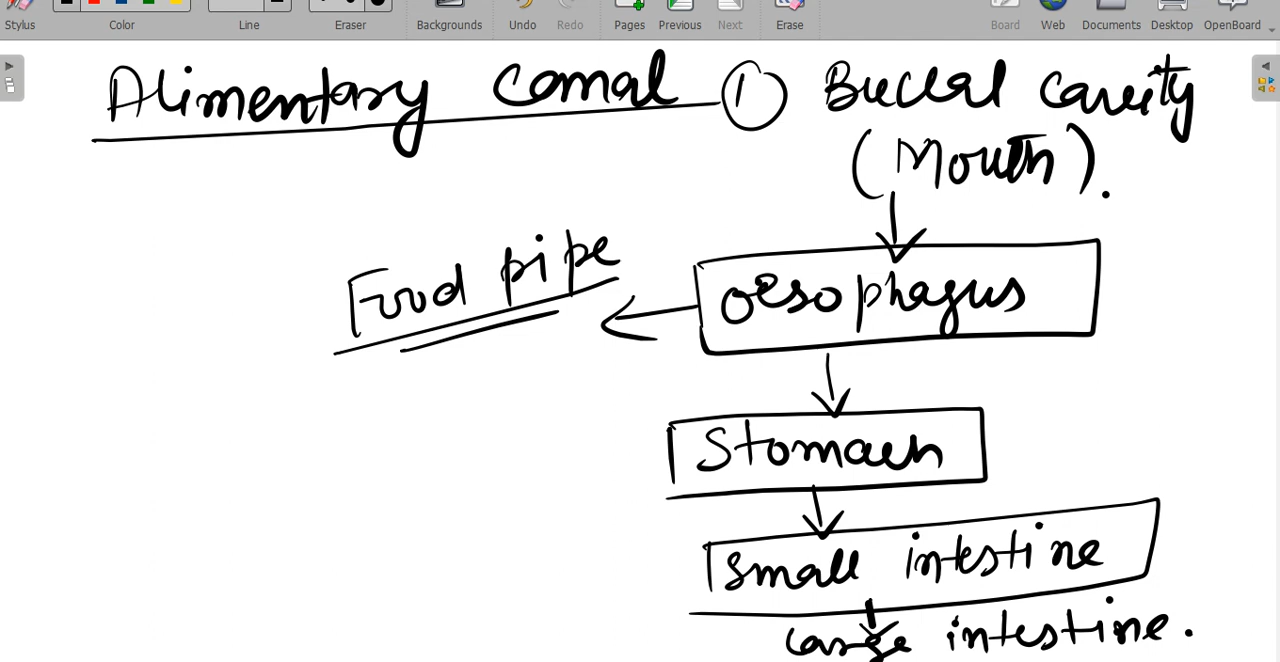 Stylus Color Line Eraser Backgrounds Undo Redo Pages Previous Next Erase Board Web Documents Desktop OpenBoard
Alimentary Comal ① Buccal cavity
(Mouth).
Food pipe
Oesophagus
Stomach
Small intestine
Large intestine.